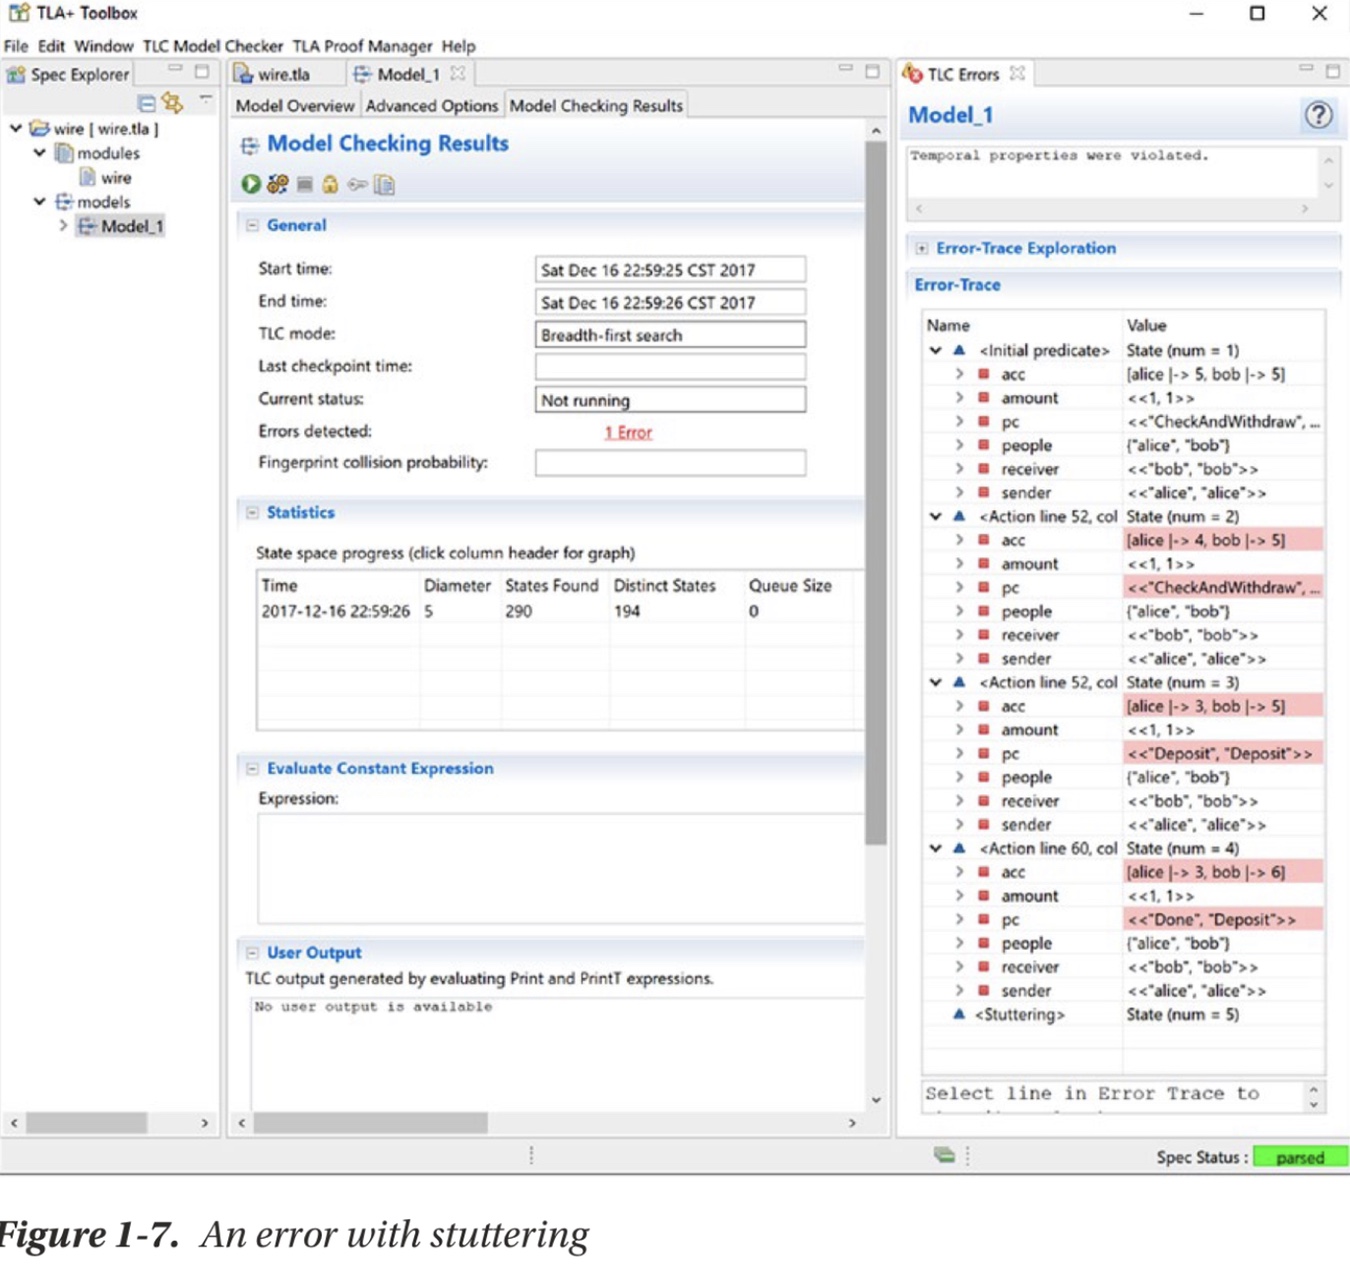 TLA+ Toolbox
File Edit Window TLC Model Checker TLA Proof Manager Help
Spec Explorer
wire [ wire.tla ]
modules
wire
models
Model_1
wire.tla
Model_1
Model Overview Advanced Options Model Checking Results
Model Checking Results
General
Start time: Sat Dec 16 22:59:25 CST 2017
End time: Sat Dec 16 22:59:26 CST 2017
TLC mode: Breadth-first search
Last checkpoint time:
Current status: Not running
Errors detected: 1 Error
Fingerprint collision probability:
Statistics
State space progress (click column header for graph)
Time Diameter States Found Distinct States Queue Size
2017-12-16 22:59:26 5 290 194 0
Evaluate Constant Expression
Expression:
User Output
TLC output generated by evaluating Print and PrintT expressions.
No user output is available
TLC Errors
Model_1
Temporal properties were violated.
Error-Trace Exploration
Error-Trace
Name Value
<Initial predicate> State (num = 1)
acc [alice |-> 5, bob |-> 5]
amount <<1, 1>>
pc <<"CheckAndWithdraw", ...
people {"alice", "bob"}
receiver <<"bob", "bob">>
sender <<"alice", "alice">>
<Action line 52, col State (num = 2)
acc [alice |-> 4, bob |-> 5]
amount <<1, 1>>
pc <<"CheckAndWithdraw", ...
people {"alice", "bob"}
receiver <<"bob", "bob">>
sender <<"alice", "alice">>
<Action line 52, col State (num = 3)
acc [alice |-> 3, bob |-> 5]
amount <<1, 1>>
pc <<"Deposit", "Deposit">>
people {"alice", "bob"}
receiver <<"bob", "bob">>
sender <<"alice", "alice">>
<Action line 60, col State (num = 4)
acc [alice |-> 3, bob |-> 6]
amount <<1, 1>>
pc <<"Done", "Deposit">>
people {"alice", "bob"}
receiver <<"bob", "bob">>
sender <<"alice", "alice">>
<Stuttering> State (num = 5)
Select line in Error Trace to
Spec Status : parsed
Figure 1-7. An error with stuttering